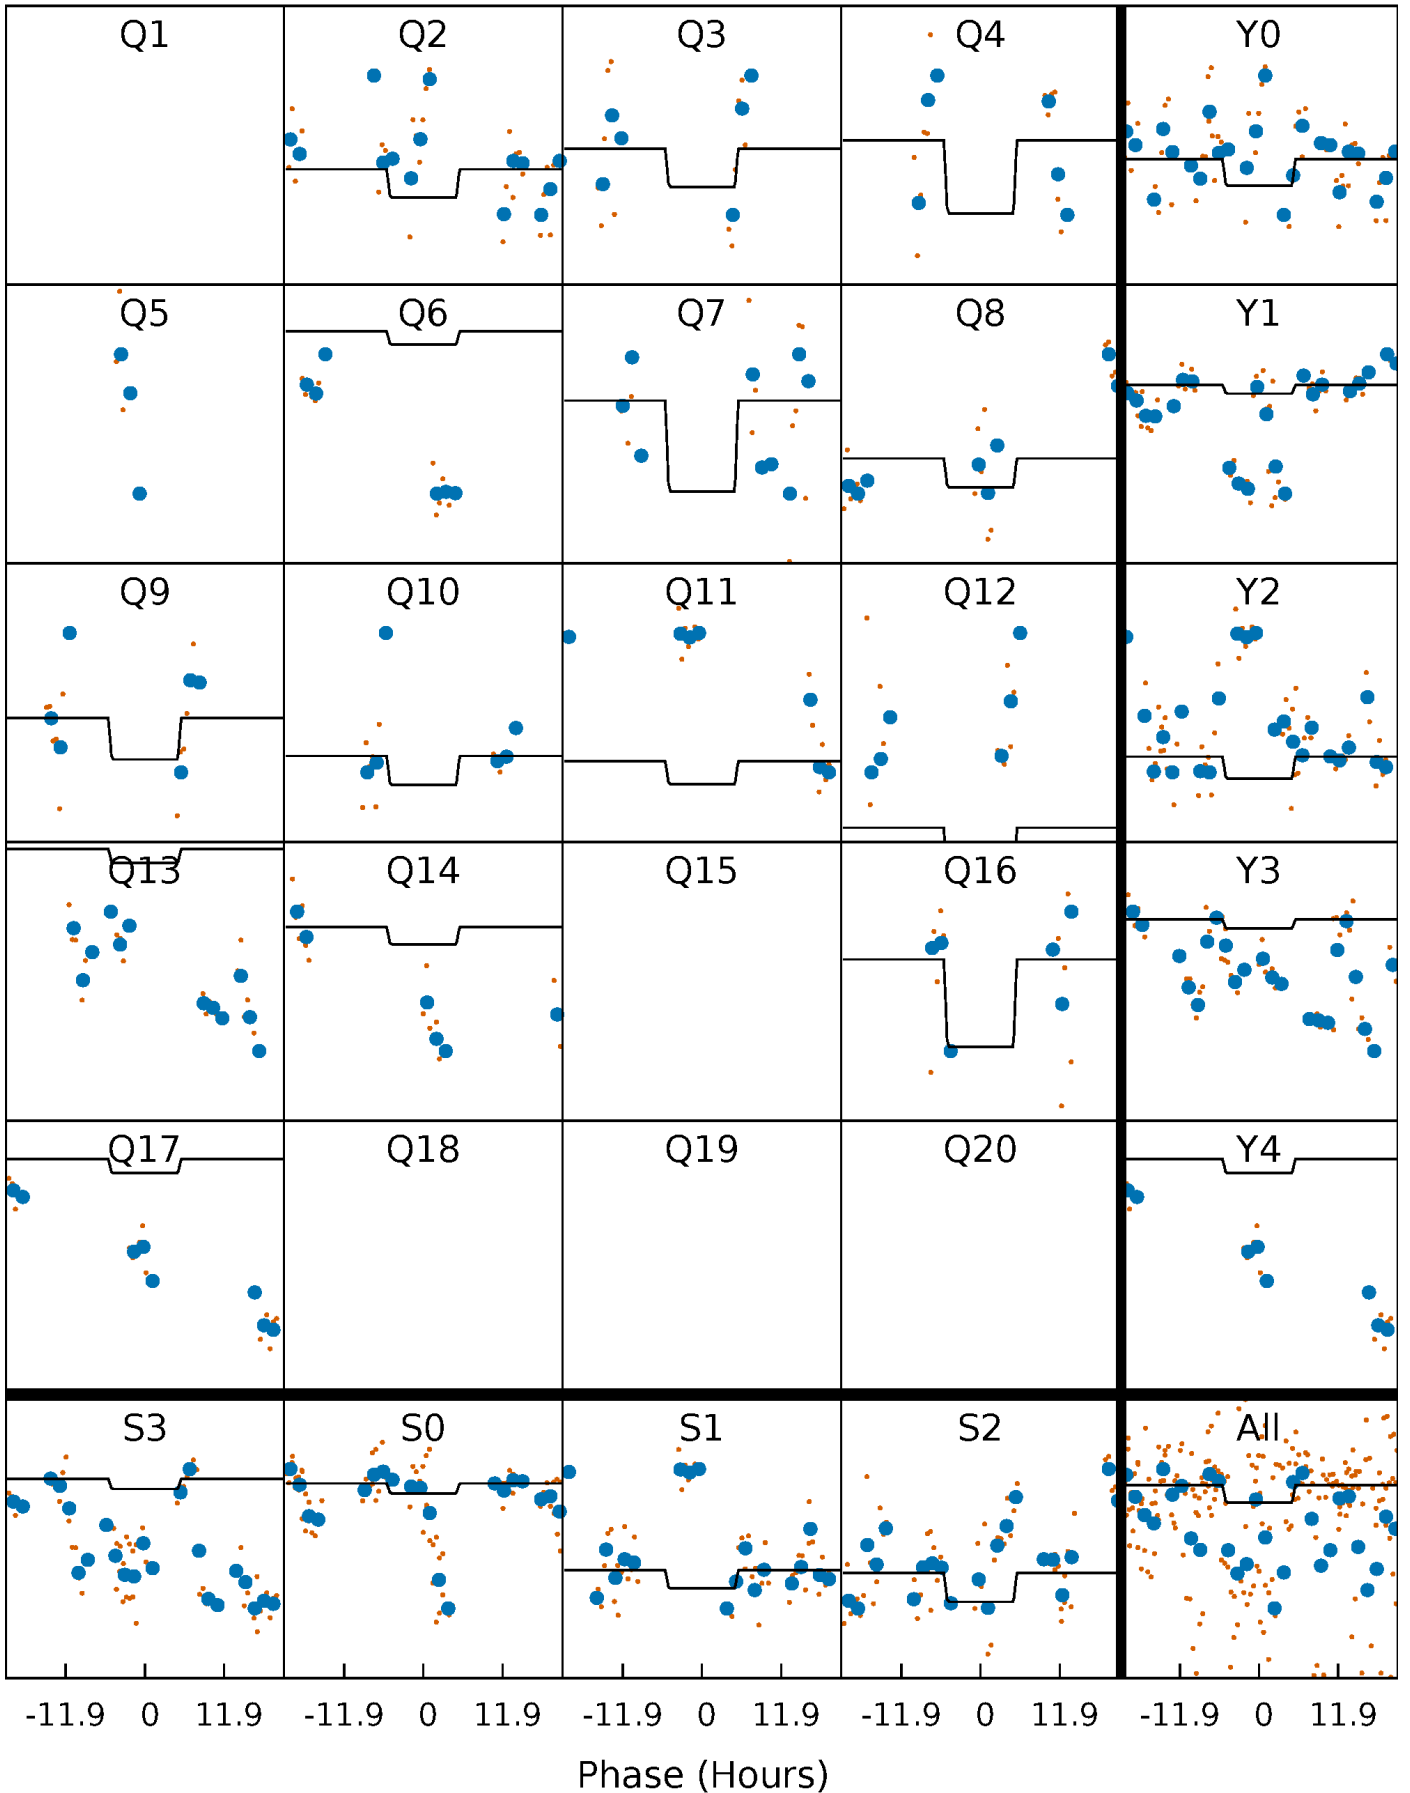 Q1 Q2 Q3 Q4 Y0
Q5 Q6 Q7 Q8 Y1
Q9 Q10 Q11 Q12 Y2
Q13 Q14 Q15 Q16 Y3
Q17 Q18 Q19 Q20 Y4
S3 S0 S1 S2 All
-11.9 0 11.9 -11.9 0 11.9 -11.9 0 11.9 -11.9 0 11.9 -11.9 0 11.9
Phase (Hours)